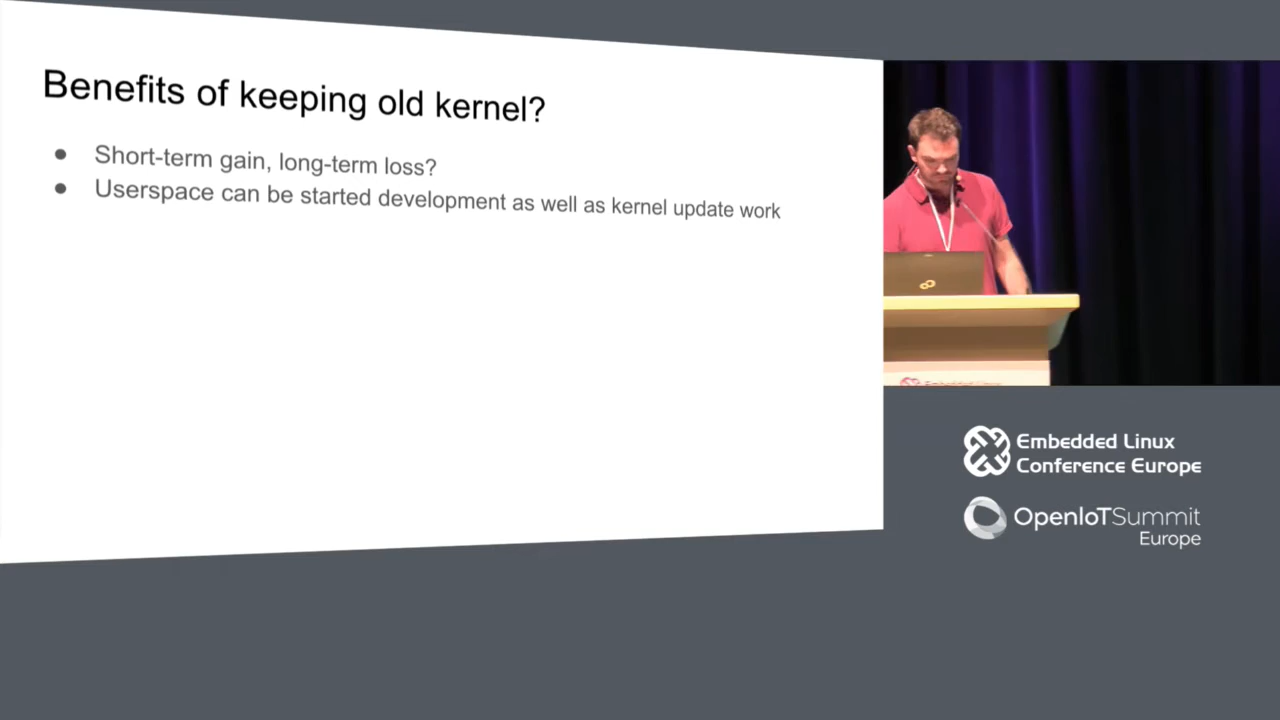 Benefits of keeping old kernel?
● Short-term gain, long-term loss?
● Userspace can be started development as well as kernel update work
Embedded Linux
Conference Europe
OpenIoTSummit
Europe